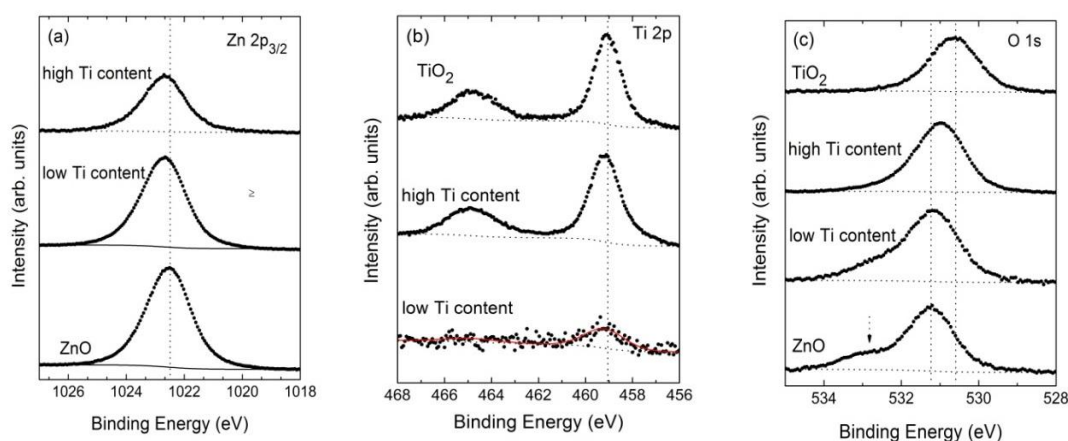 (a)
Zn 2p3/2
high Ti content
low Ti content
≥
ZnO
Intensity (arb. units)
1026 1024 1022 1020 1018
Binding Energy (eV)
(b)
Ti 2p
TiO2
high Ti content
low Ti content
Intensity (arb. units)
468 466 464 462 460 458 456
Binding Energy (eV)
(c)
O 1s
TiO2
high Ti content
low Ti content
ZnO
Intensity (arb. units)
534 532 530 528
Binding Energy (eV)